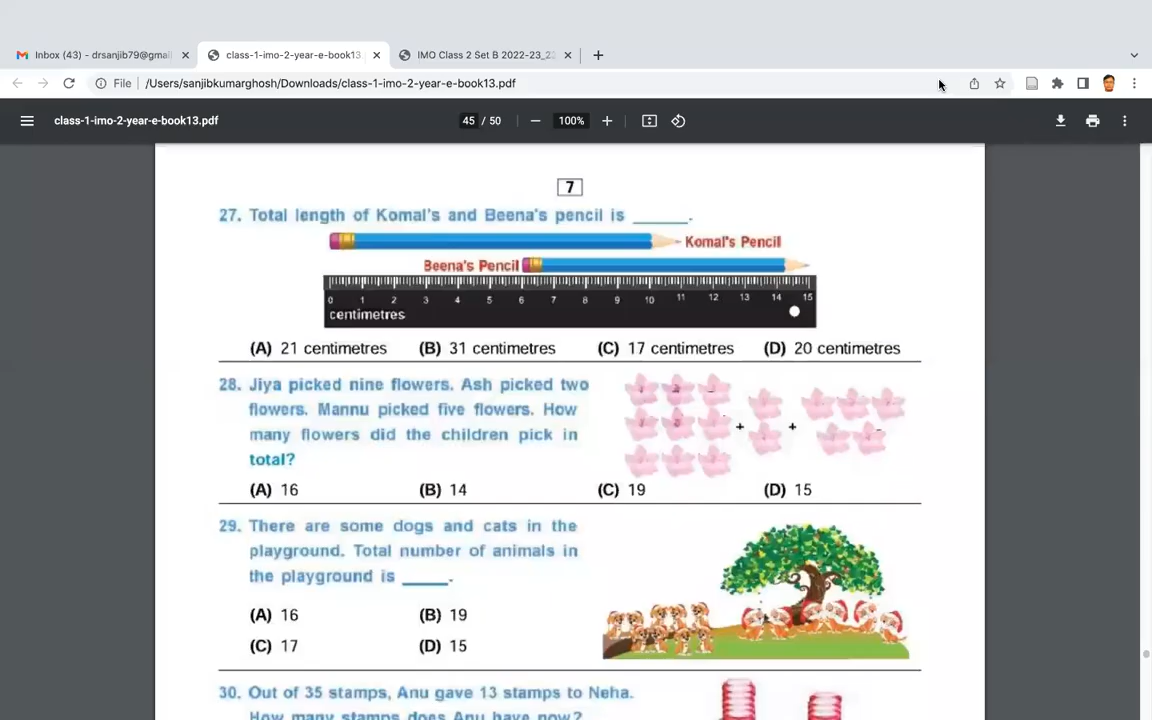 Inbox (43) - drsanjib79@gmai
class-1-imo-2-year-e-book13
IMO Class 2 Set B 2022-23_22
File
/Users/sanjibkumarghosh/Downloads/class-1-imo-2-year-e-book13.pdf
class-1-imo-2-year-e-book13.pdf
45 / 50
100%
7
27. Total length of Komal's and Beena's pencil is ______.
Komal's Pencil
Beena's Pencil
0 1 2 3 4 5 6 7 8 9 10 11 12 13 14 15
centimetres
(A) 21 centimetres (B) 31 centimetres (C) 17 centimetres (D) 20 centimetres
28. Jiya picked nine flowers. Ash picked two
flowers. Mannu picked five flowers. How
many flowers did the children pick in
total?
+ +
(A) 16 (B) 14 (C) 19 (D) 15
29. There are some dogs and cats in the
playground. Total number of animals in
the playground is _____.
(A) 16 (B) 19
(C) 17 (D) 15
30. Out of 35 stamps, Anu gave 13 stamps to Neha.
How many stamps does Anu have now?